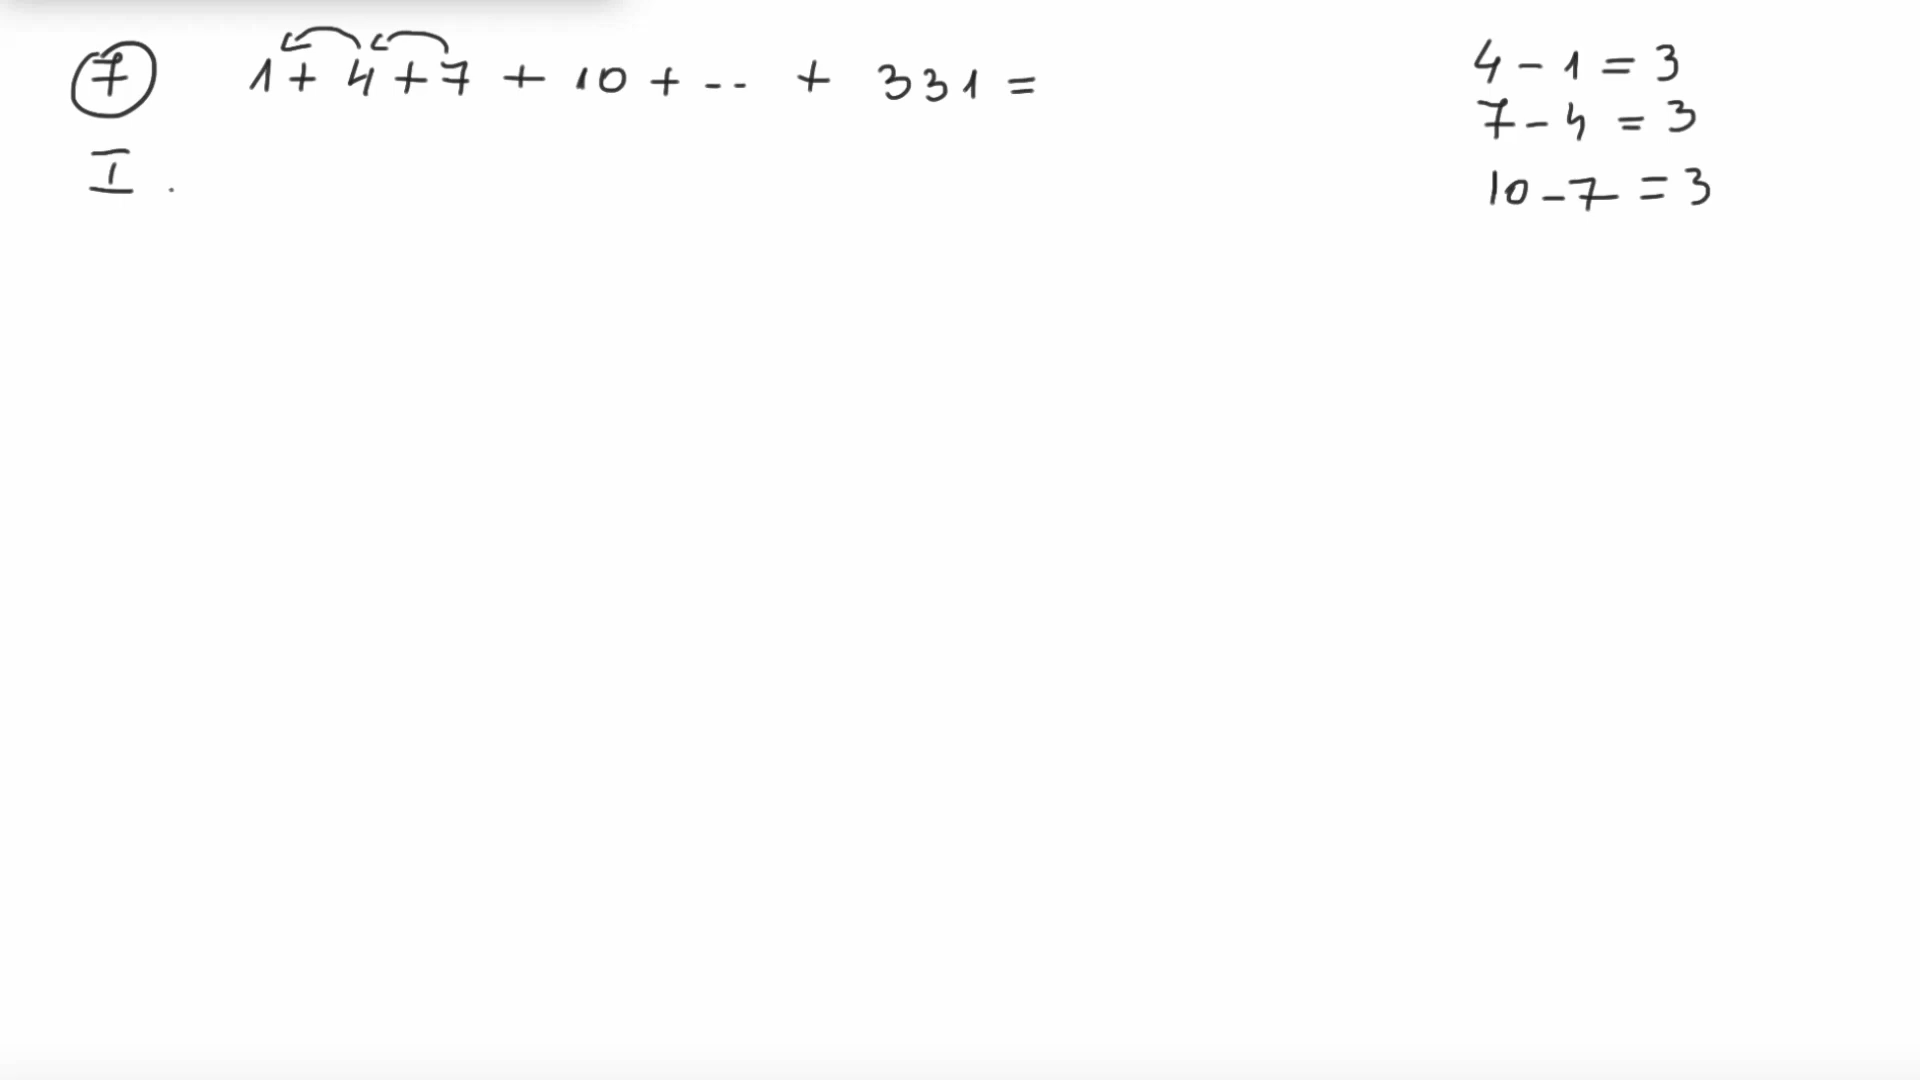 7 1 + 4 + 7 + 10 + -- + 331 =
I .
4 - 1 = 3
7 - 4 = 3
10 - 7 = 3